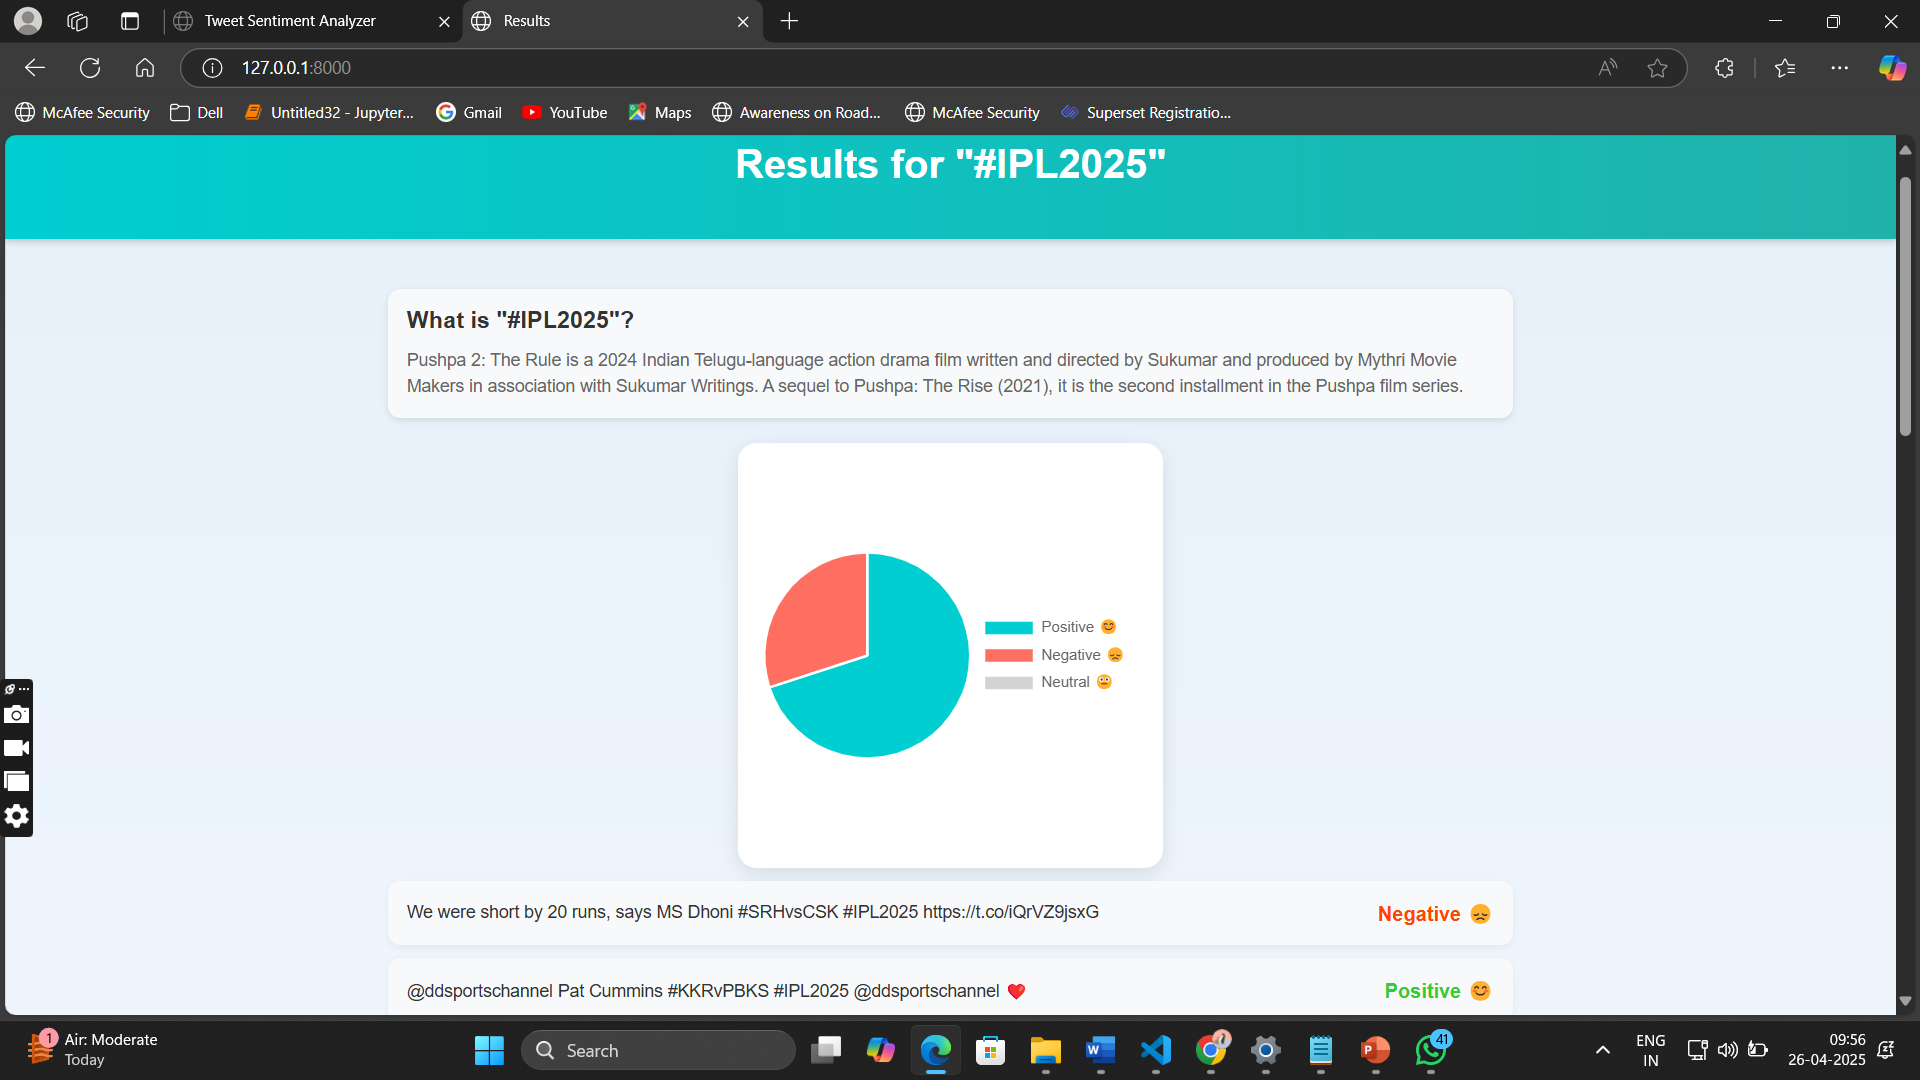 Tweet Sentiment Analyzer
Results
127.0.0.1:8000
McAfee Security
Dell
Untitled32 - Jupyter...
Gmail
YouTube
Maps
Awareness on Road...
McAfee Security
Superset Registratio...
Results for "#IPL2025"
What is "#IPL2025"?
Pushpa 2: The Rule is a 2024 Indian Telugu-language action drama film written and directed by Sukumar and produced by Mythri Movie
Makers in association with Sukumar Writings. A sequel to Pushpa: The Rise (2021), it is the second installment in the Pushpa film series.
Positive 😊
Negative 😞
Neutral 😐
We were short by 20 runs, says MS Dhoni #SRHvsCSK #IPL2025 https://t.co/iQrVZ9jsxG
Negative 😞
@ddsportschannel Pat Cummins #KKRvPBKS #IPL2025 @ddsportschannel ❤️
Positive 😊
1
Air: Moderate
Today
Search
41
ENG
IN
09:56
26-04-2025